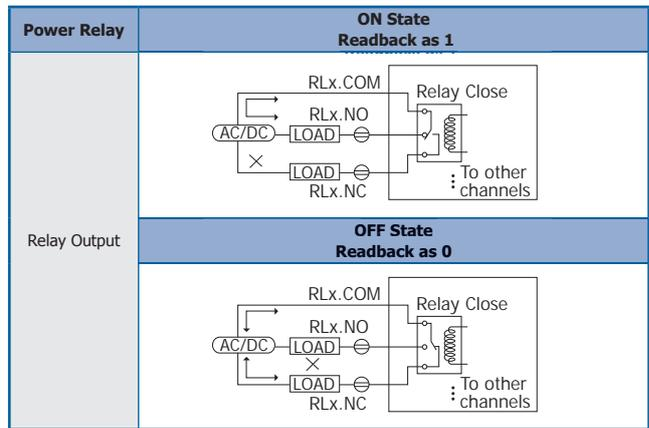 Power Relay
ON State
Readback as 1
RLx.COM
Relay Close
RLx.NO
AC/DC
LOAD
LOAD
RLx.NC
To other
channels
Relay Output
OFF State
Readback as 0
RLx.COM
Relay Close
RLx.NO
AC/DC
LOAD
LOAD
RLx.NC
To other
channels